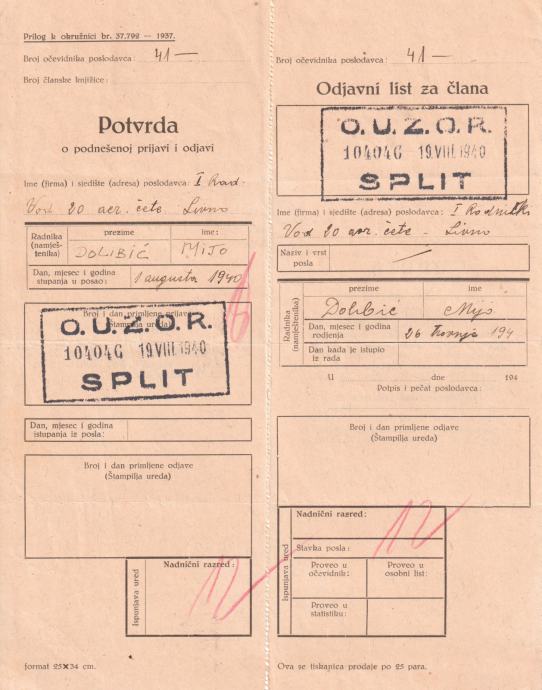 Prilog k okružnici br. 37.792 — 1937.
Broj očevidnika poslodavca: 41 —
Broj članske knjižice:
Potvrda
o podnešenoj prijavi i odjavi
Ime (firma) i sjedište (adresa) poslodavca: I Rad-
Vod 20 aer. čete - Livno
Radnika (namještenika)
prezime
ime:
DOLIBIĆ
MIJO
Dan, mjesec i godina stupanja u posao:
1 augusta 1940
Broj i dan primljene prijave
(Štampilja ureda)
O.U.Z.O.R.
104046 19.VIII.1940
SPLIT
Dan, mjesec i godina istupanja iz posla:
Broj i dan primljene odjave
(Štampilja ureda)
Ispunjava ured
Nadnični razred:
12
format 25×34 cm.
Broj očevidnika poslodavca: 41 —
Odjavni list za člana
O.U.Z.O.R.
104046 19.VIII.1940
SPLIT
Ime (firma) i sjedište (adresa) poslodavca: I
Vod 20 aer. čete - Livno
Naziv i vrst posla
Radnika (namještenika)
prezime
ime
Dolibić
Mijo
Dan, mjesec i godina rodjenja
26 194
Dan kada je istupio iz rada
U dne 194
Potpis i pečat poslodavca:
Broj i dan primljene odjave
(Štampilja ureda)
Ispunjava ured
Nadnični razred:
12
Stavka posla:
Proveo u očevidnik:
Proveo u osobni list:
Proveo u statistiku:
Ova se tiskanica prodaje po 25 para.